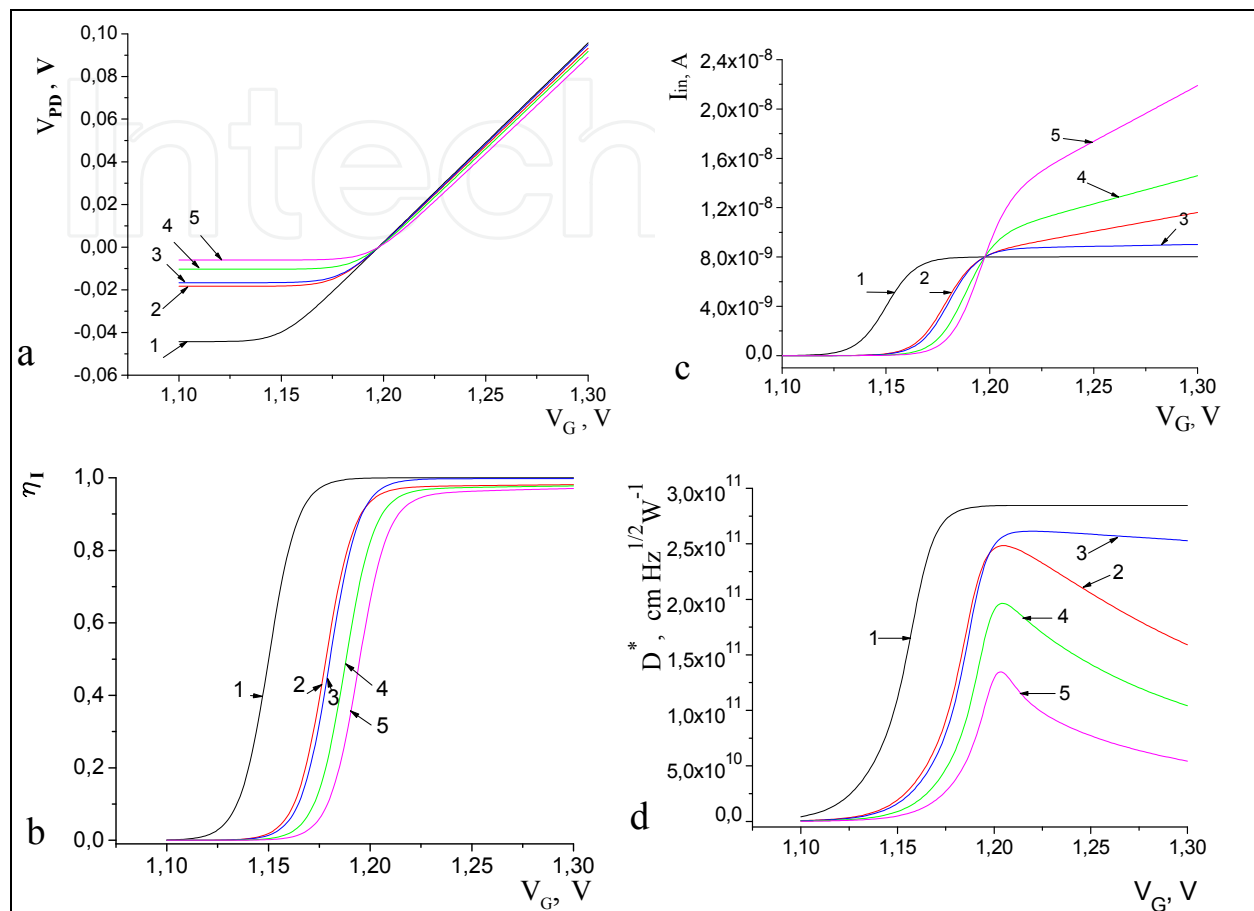 Intech
V_PD, V
0,10
0,08
0,06
0,04
0,02
0,00
-0,02
-0,04
-0,06
5
4
3
2
1
1,10 1,15 1,20 1,25 1,30
V_G , V
a
I_in, A
2,4x10^-8
2,0x10^-8
1,6x10^-8
1,2x10^-8
8,0x10^-9
4,0x10^-9
0,0
5
4
3
1
2
1,10 1,15 1,20 1,25 1,30
V_G, V
c
η_I
1,0
0,8
0,6
0,4
0,2
0,0
1
2
3
4
5
1,10 1,15 1,20 1,25 1,30
V_G, V
b
D^* , cm Hz^1/2 W^-1
3,0x10^11
2,5x10^11
2,0x10^11
1,5x10^11
1,0x10^11
5,0x10^10
0,0
3
2
1
4
5
1,10 1,15 1,20 1,25 1,30
V_G, V
d